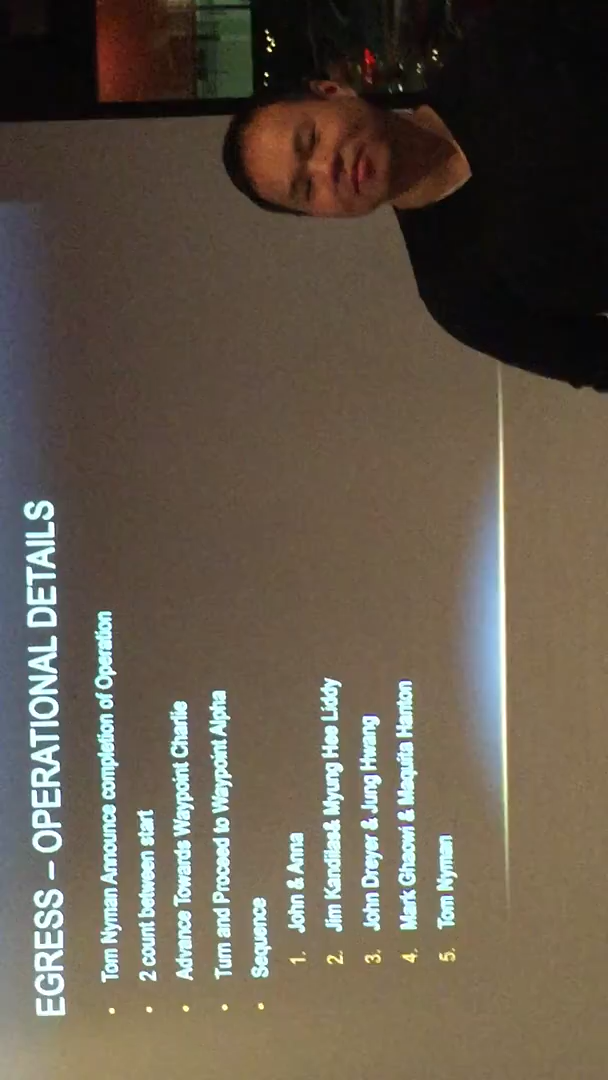 EGRESS – OPERATIONAL DETAILS
• Tom Nyman Announce completion of Operation
• 2 count between start
• Advance Towards Waypoint Charlie
• Turn and Proceed to Waypoint Alpha
• Sequence
1. John & Anna
2. Jim Kandilas& Myung Hee Liddy
3. John Dreyer & Jung Hwang
4. Mark Ghaowi & Maquita Hanton
5. Tom Nyman